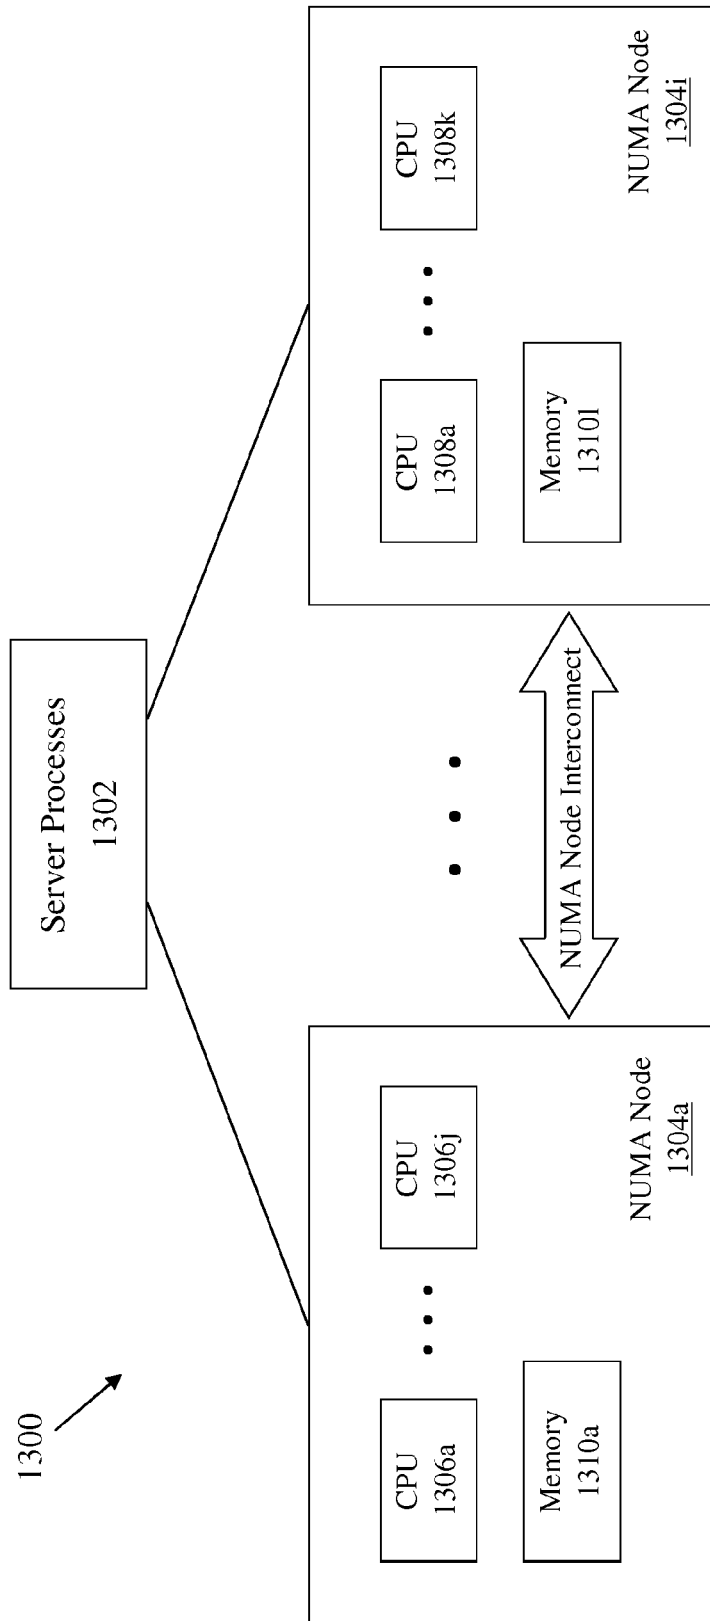 1300
Server Processes
1302
CPU
1306a
CPU
1306j
Memory
1310a
NUMA Node
1304a
NUMA Node Interconnect
CPU
1308a
CPU
1308k
Memory
1310l
NUMA Node
1304i